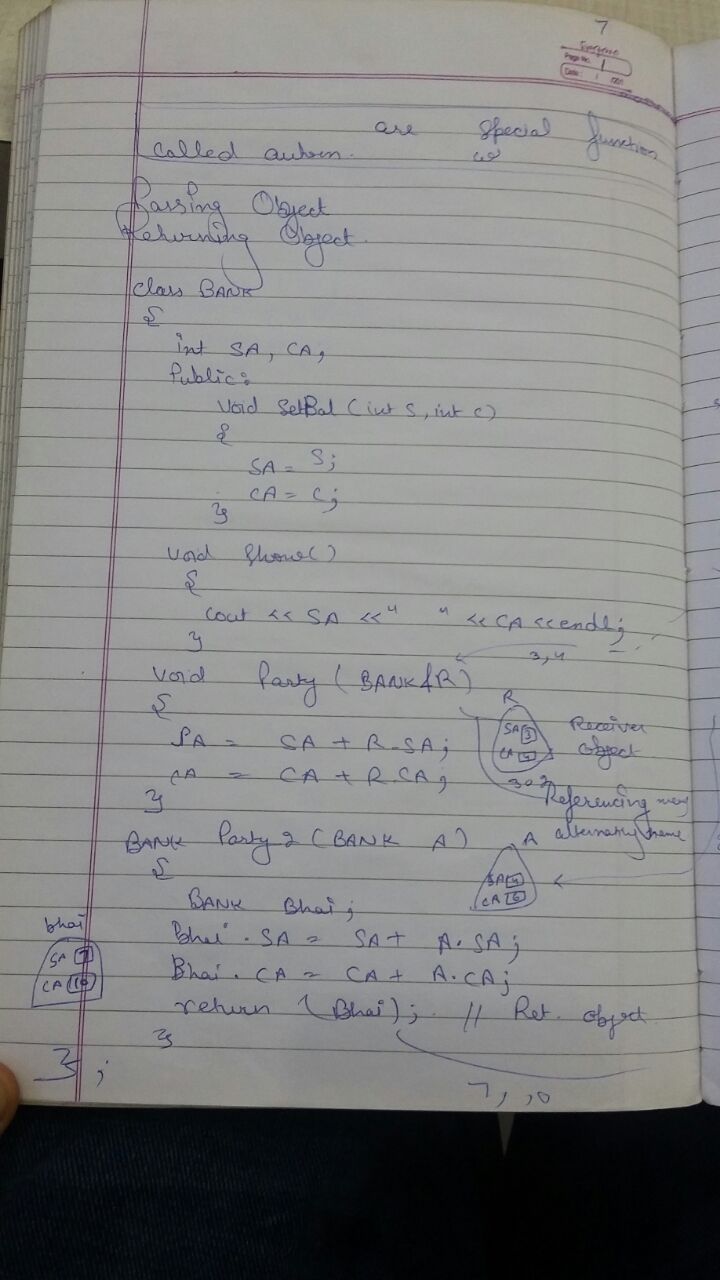 7
Page No. 1
Date: / /201
are special function
called autom.
Passing Object
Returning Object.
class BANK
{
int SA, CA,
Public:
Void SetBal (int S, int C)
{
SA = S;
CA = C;
}
Void Show()
{
Cout << SA <<" " << CA << endl;
}
3,4
Void Party (BANK &R)
{
R
SA 3
CA 4
Receiver
object
SA = SA + R.SA;
CA = CA + R.CA;
}
Referencing
alternating name
BANK Party 2 (BANK A)
{
A
SA 4
CA 6
BANK Bhai;
Bhai . SA = SA + A.SA;
Bhai . CA = CA + A.CA;
return (Bhai); // Ret. object
}
bhai
SA 7
CA 10
};
7, 10